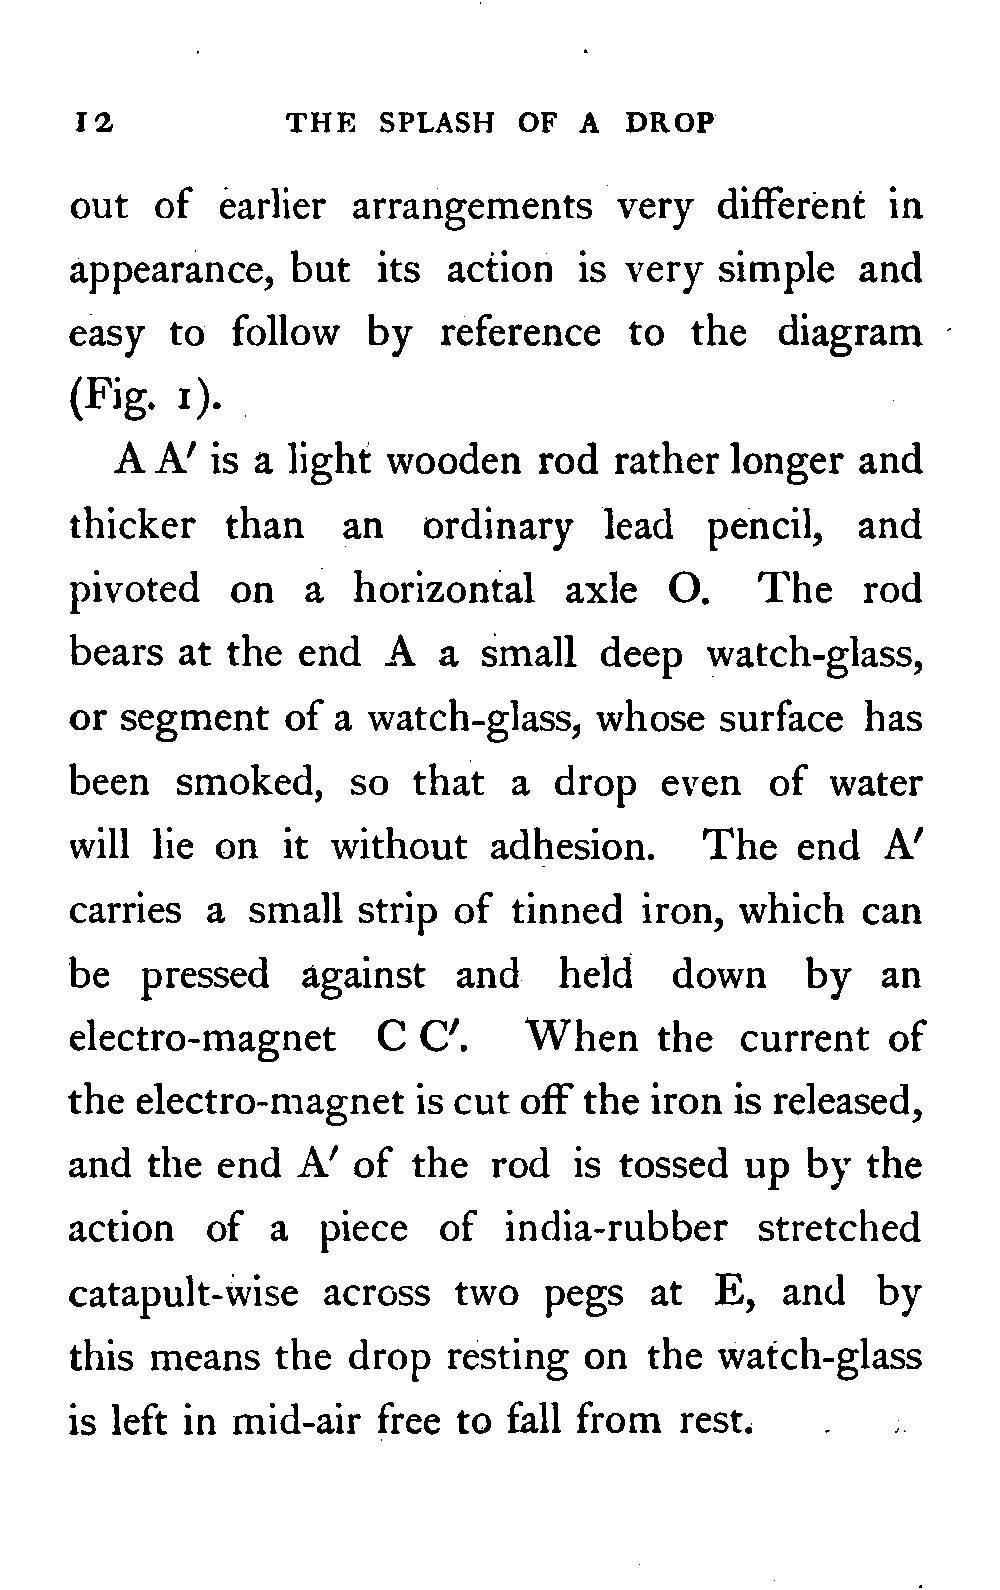 12 THE SPLASH OF A DROP
out of earlier arrangements very different in
appearance, but its action is very simple and
easy to follow by reference to the diagram
(Fig. 1).
A A′ is a light wooden rod rather longer and
thicker than an ordinary lead pencil, and
pivoted on a horizontal axle O. The rod
bears at the end A a small deep watch-glass,
or segment of a watch-glass, whose surface has
been smoked, so that a drop even of water
will lie on it without adhesion. The end A′
carries a small strip of tinned iron, which can
be pressed against and held down by an
electro-magnet C C′. When the current of
the electro-magnet is cut off the iron is released,
and the end A′ of the rod is tossed up by the
action of a piece of india-rubber stretched
catapult-wise across two pegs at E, and by
this means the drop resting on the watch-glass
is left in mid-air free to fall from rest.